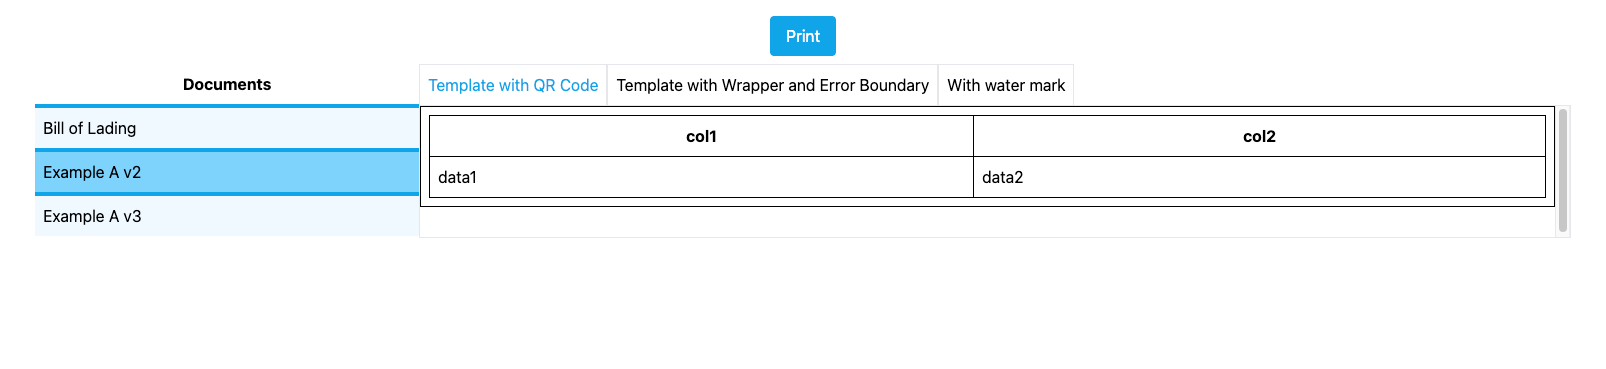 Print
Documents
Template with QR Code Template with Wrapper and Error Boundary With water mark
Bill of Lading
col1 col2
Example A v2
data1 data2
Example A v3